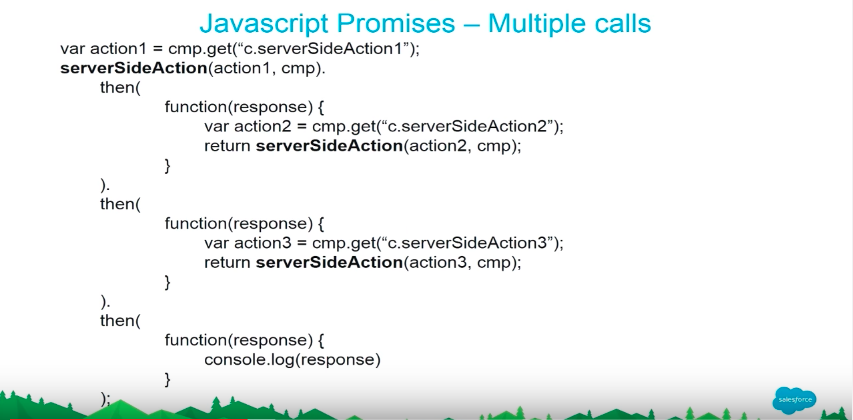 Javascript Promises – Multiple calls
var action1 = cmp.get(“c.serverSideAction1”);
serverSideAction(action1, cmp).
then(
function(response) {
var action2 = cmp.get(“c.serverSideAction2”);
return serverSideAction(action2, cmp);
}
).
then(
function(response) {
var action3 = cmp.get(“c.serverSideAction3”);
return serverSideAction(action3, cmp);
}
).
then(
function(response) {
console.log(response)
}
);
salesforce